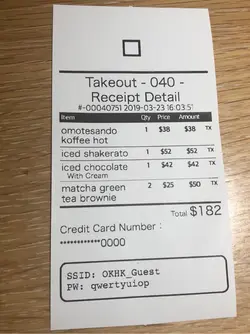 Takeout - 040 -
Receipt Detail
#-00040751 2019-03-23 16:03:51
Item Qty Price Amount
omotesando 1 $38 $38 TX
koffee hot
iced shakerato 1 $52 $52 TX
iced chocolate 1 $42 $42 TX
With Cream
matcha green 2 $25 $50 TX
tea brownie
Total $182
Credit Card Number :
************0000
SSID: OKHK_Guest
PW: qwertyuiop